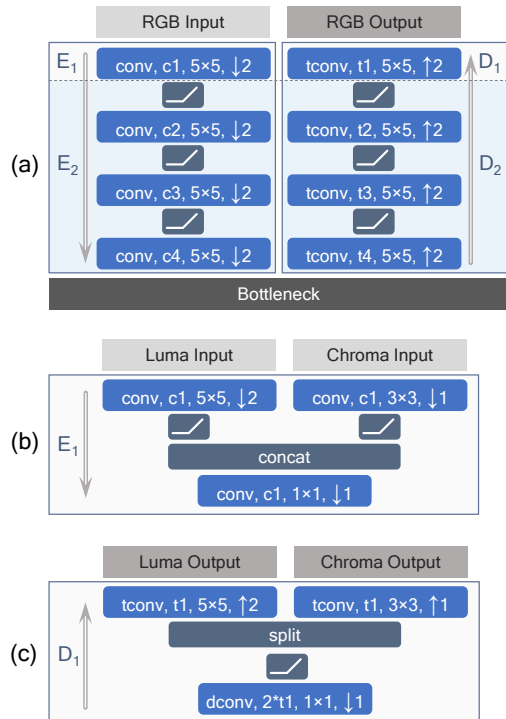 RGB Input
RGB Output
E1
conv, c1, 5×5, ↓2
tconv, t1, 5×5, ↑2
D1
conv, c2, 5×5, ↓2
tconv, t2, 5×5, ↑2
(a)
E2
D2
conv, c3, 5×5, ↓2
tconv, t3, 5×5, ↑2
conv, c4, 5×5, ↓2
tconv, t4, 5×5, ↑2
Bottleneck
Luma Input
Chroma Input
conv, c1, 5×5, ↓2
conv, c1, 3×3, ↓1
(b)
E1
concat
conv, c1, 1×1, ↓1
Luma Output
Chroma Output
tconv, t1, 5×5, ↑2
tconv, t1, 3×3, ↑1
split
(c)
D1
dconv, 2*t1, 1×1, ↓1